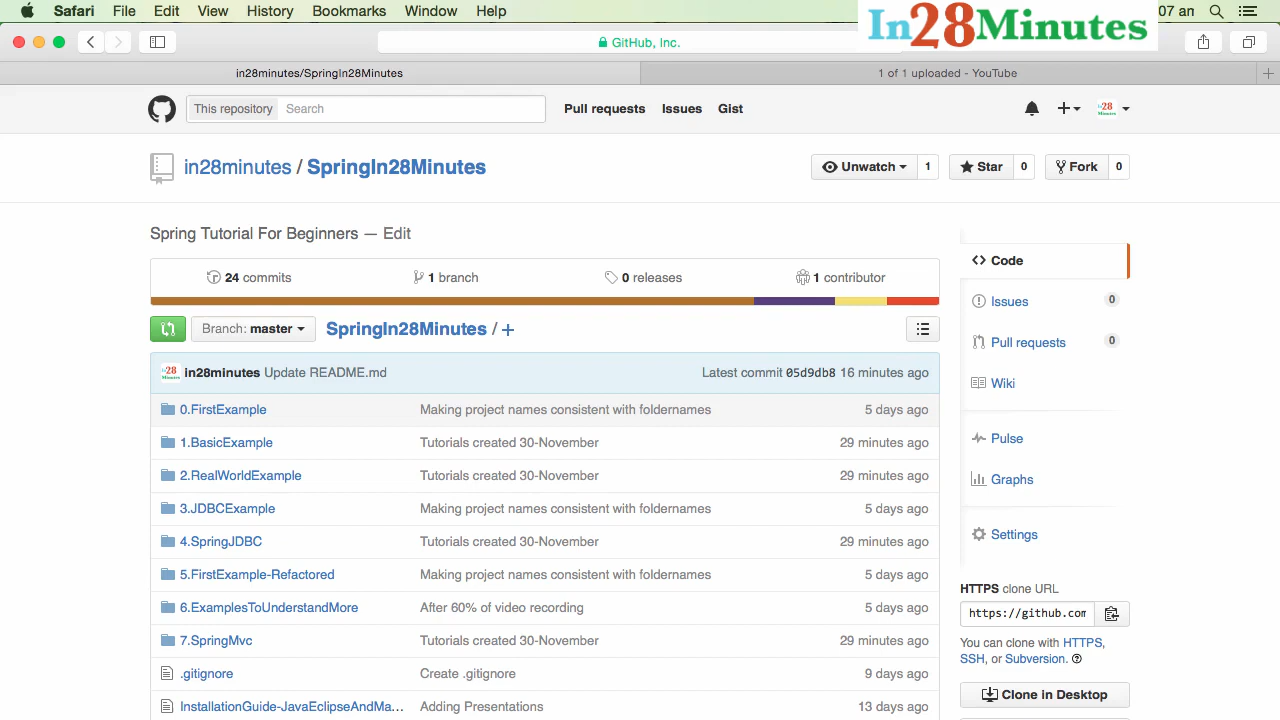 Safari File Edit View History Bookmarks Window Help 07 an
In28Minutes
GitHub, Inc.
in28minutes/SpringIn28Minutes 1 of 1 uploaded - YouTube
This repository Search Pull requests Issues Gist
in28minutes / SpringIn28Minutes Unwatch 1 Star 0 Fork 0
Spring Tutorial For Beginners — Edit
24 commits 1 branch 0 releases 1 contributor
Branch: master SpringIn28Minutes / +
in28minutes Update README.md Latest commit 05d9db8 16 minutes ago
0.FirstExample Making project names consistent with foldernames 5 days ago
1.BasicExample Tutorials created 30-November 29 minutes ago
2.RealWorldExample Tutorials created 30-November 29 minutes ago
3.JDBCExample Making project names consistent with foldernames 5 days ago
4.SpringJDBC Tutorials created 30-November 29 minutes ago
5.FirstExample-Refactored Making project names consistent with foldernames 5 days ago
6.ExamplesToUnderstandMore After 60% of video recording 5 days ago
7.SpringMvc Tutorials created 30-November 29 minutes ago
.gitignore Create .gitignore 9 days ago
InstallationGuide-JavaEclipseAndMa... Adding Presentations 13 days ago
Code
Issues 0
Pull requests 0
Wiki
Pulse
Graphs
Settings
HTTPS clone URL
https://github.com
You can clone with HTTPS,
SSH, or Subversion.
Clone in Desktop